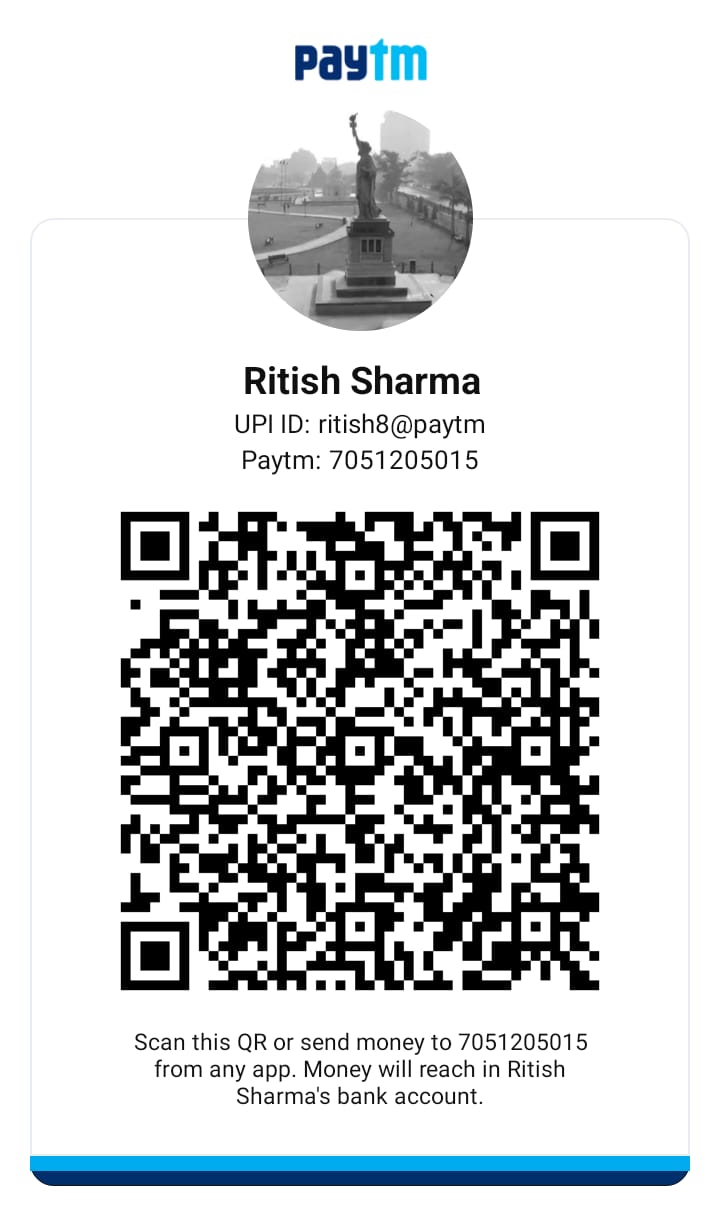 paytm
Ritish Sharma
UPI ID: ritish8@paytm
Paytm: 7051205015
Scan this QR or send money to 7051205015
from any app. Money will reach in Ritish
Sharma's bank account.